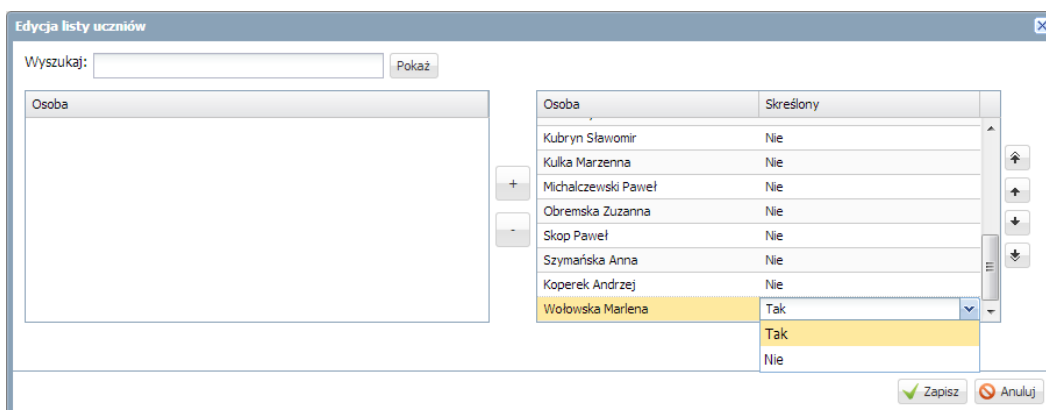 Edycja listy uczniów
Wyszukaj: Pokaż
Osoba
+
-
Osoba Skreślony
Kubryn Sławomir Nie
Kulka Marzenna Nie
Michalczewski Paweł Nie
Obremska Zuzanna Nie
Skop Paweł Nie
Szymańska Anna Nie
Koperek Andrzej Nie
Wołowska Marlena Tak
Tak
Nie
Zapisz Anuluj